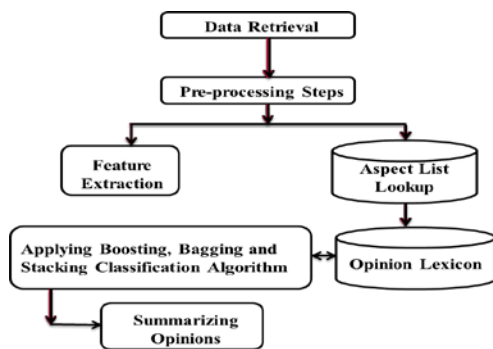 Data Retrieval
Pre-processing Steps
Feature
Extraction
Aspect List
Lookup
Applying Boosting, Bagging and
Stacking Classification Algorithm
Opinion Lexicon
Summarizing
Opinions